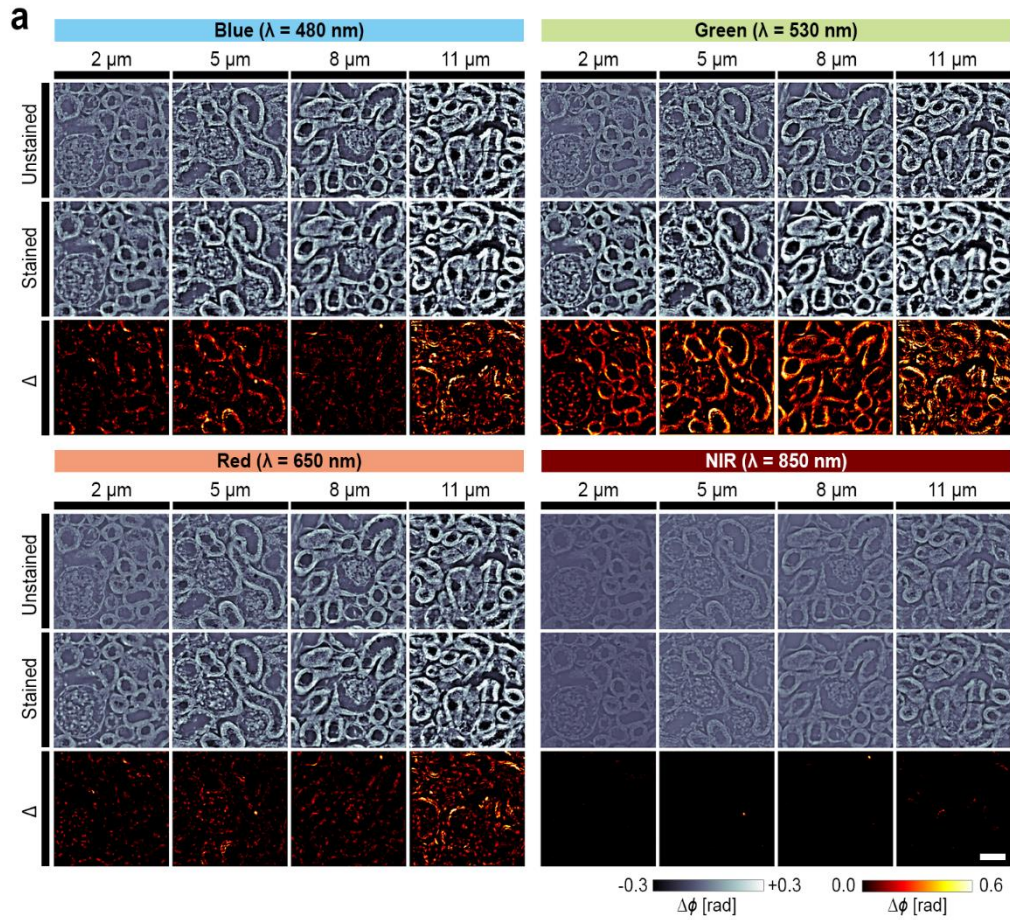 a
Blue (λ = 480 nm)
2 μm 5 μm 8 μm 11 μm
Unstained
Stained
Δ
Green (λ = 530 nm)
2 μm 5 μm 8 μm 11 μm
Red (λ = 650 nm)
2 μm 5 μm 8 μm 11 μm
Unstained
Stained
Δ
NIR (λ = 850 nm)
2 μm 5 μm 8 μm 11 μm
-0.3 +0.3
Δϕ [rad]
0.0 0.6
Δϕ [rad]